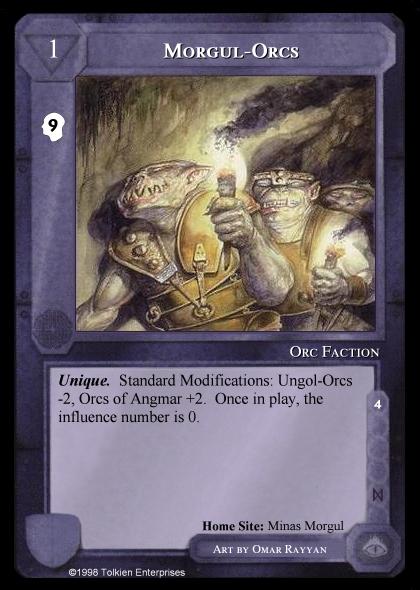 1
Morgul-Orcs
9
Orc Faction
Unique. Standard Modifications: Ungol-Orcs
-2, Orcs of Angmar +2. Once in play, the
influence number is 0.
4
Home Site: Minas Morgul
Art by Omar Rayyan
©1998 Tolkien Enterprises